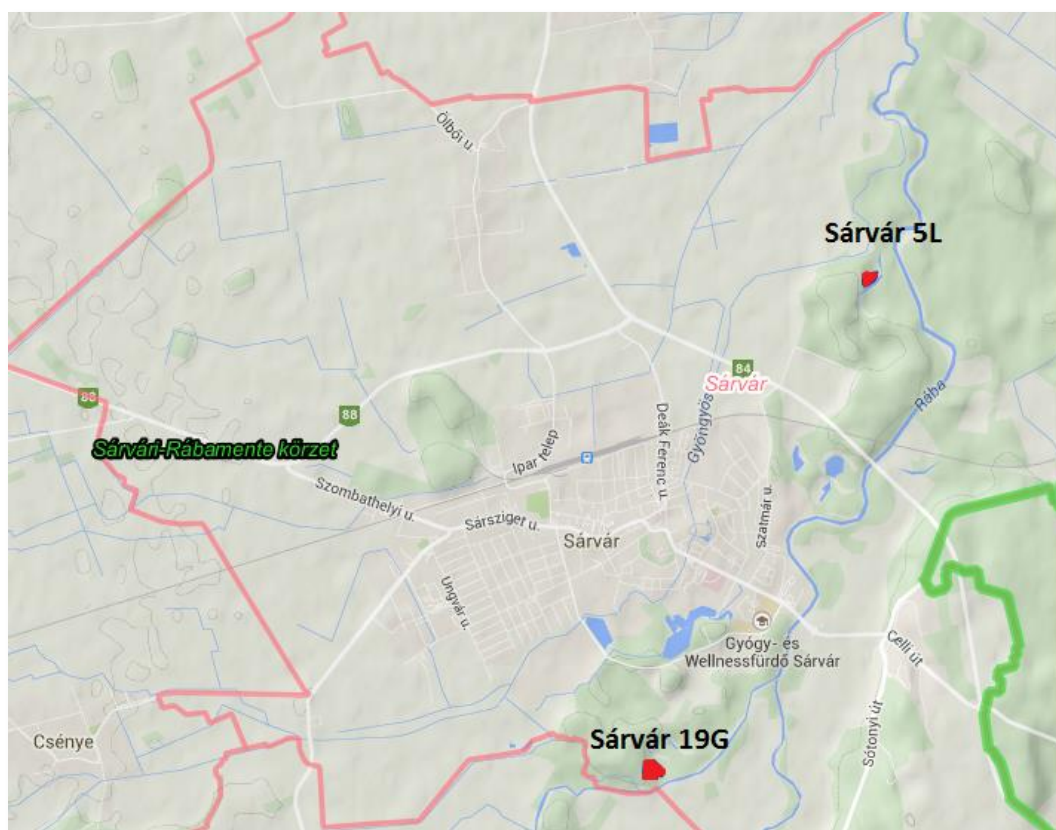 Ölbői u.
Sárvár 5L
84
Sárvár
Rába
88
88
Sárvári-Rábamente körzet
Deák Ferenc u.
Gyöngyös
Ipar telep
Szombathelyi u.
Sársziget u.
Sárvár
Szatmár u.
Ungvár u.
Gyógy- és
Wellnessfürdő Sárvár
Celli út
Sótonyi út
Csénye
Sárvár 19G